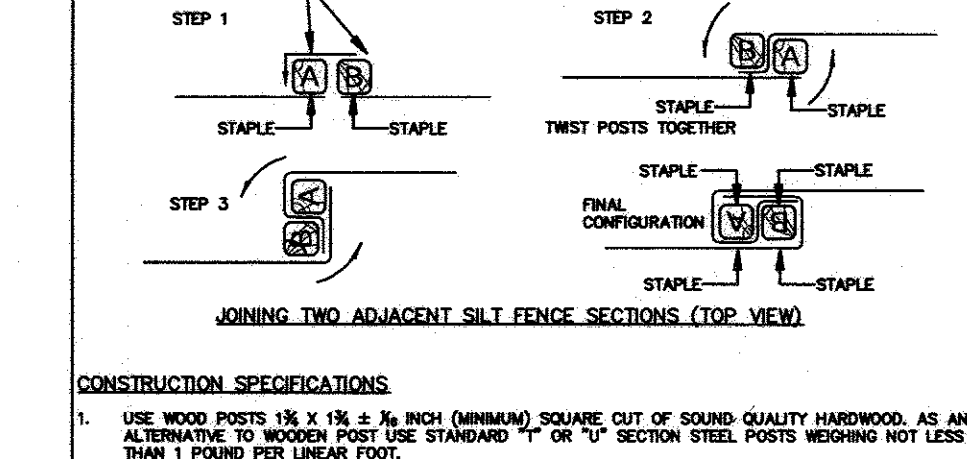 STEP 1
A B
STAPLE STAPLE
STEP 2
B A
STAPLE STAPLE
TWIST POSTS TOGETHER
STEP 3
A
B
STAPLE STAPLE
FINAL
CONFIGURATION
A B
STAPLE STAPLE
JOINING TWO ADJACENT SILT FENCE SECTIONS (TOP VIEW)
CONSTRUCTION SPECIFICATIONS
1. USE WOOD POSTS 1¾ X 1¾ ± 1/16 INCH (MINIMUM) SQUARE CUT OF SOUND QUALITY HARDWOOD. AS AN
ALTERNATIVE TO WOODEN POST USE STANDARD "T" OR "U" SECTION STEEL POSTS WEIGHING NOT LESS
THAN 1 POUND PER LINEAR FOOT.